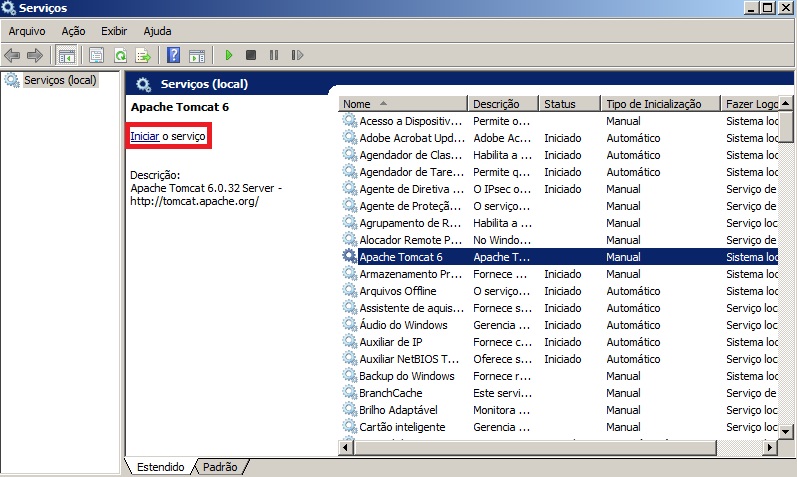 Serviços
Arquivo Ação Exibir Ajuda
Serviços (local)
Serviços (local)
Apache Tomcat 6
Iniciar o serviço
Descrição:
Apache Tomcat 6.0.32 Server -
http://tomcat.apache.org/
Nome Descrição Status Tipo de Inicialização Fazer Logo
Acesso a Dispositiv... Permite o... Manual Sistema loc
Adobe Acrobat Upd... Adobe Ac... Iniciado Automático Sistema loc
Agendador de Clas... Habilita a ... Iniciado Automático Sistema loc
Agendador de Tare... Permite q... Iniciado Automático Sistema loc
Agente de Diretiva ... O IPsec o... Iniciado Manual Serviço de
Agente de Proteçã... O serviço... Manual Serviço de
Agrupamento de R... Habilita a ... Manual Serviço loc
Alocador Remote P... No Windo... Manual Serviço de
Apache Tomcat 6 Apache T... Manual Sistema loc
Armazenamento Pr... Fornece ... Iniciado Manual Sistema loc
Arquivos Offline O serviço... Iniciado Automático Sistema loc
Assistente de aquis... Fornece s... Iniciado Manual Serviço loc
Áudio do Windows Gerencia ... Iniciado Automático Serviço loc
Auxiliar de IP Fornece c... Iniciado Automático Sistema loc
Auxiliar NetBIOS T... Oferece s... Iniciado Automático Serviço loc
Backup do Windows Fornece r... Manual Sistema loc
BranchCache Este servi... Manual Serviço de
Brilho Adaptável Monitora ... Manual Serviço loc
Cartão inteligente Gerencia ... Manual Serviço loc
Estendido Padrão